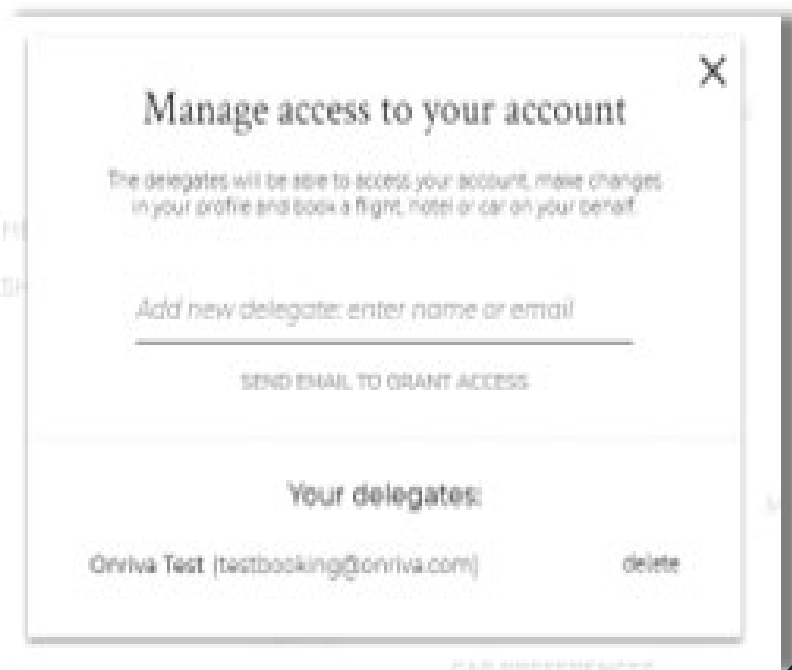 X
Manage access to your account
The delegates will be able to access your account, make changes
in your profile and book a flight, hotel or car on your behalf.
Add new delegate: enter name or email
SEND EMAIL TO GRANT ACCESS
Your delegates:
Onriva Test (testbooking@onriva.com) delete
CAR PREFERENCES